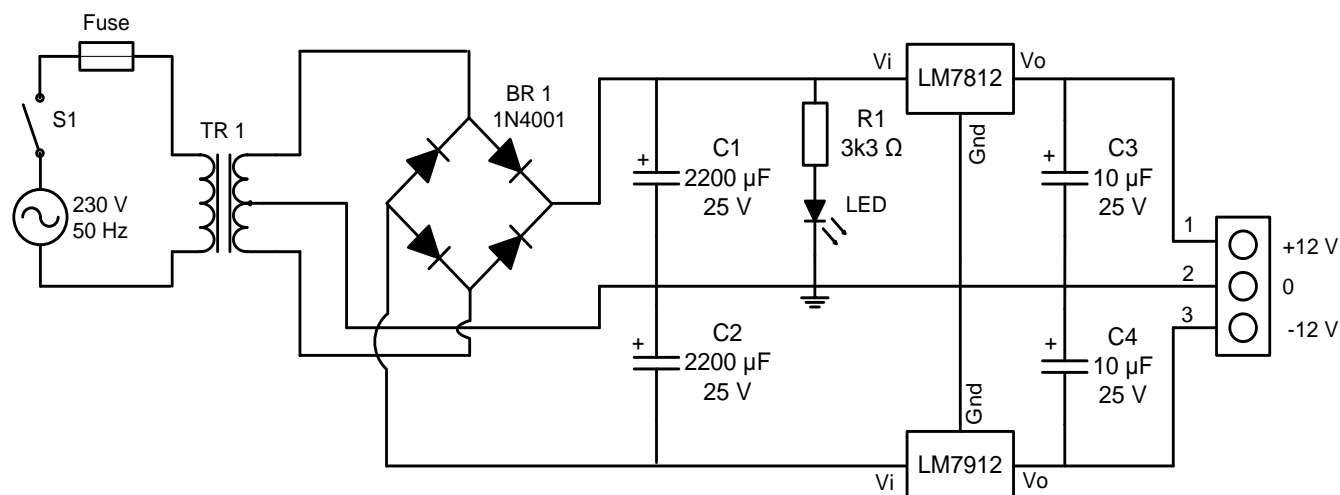 Fuse
S1
230 V
50 Hz
TR 1
BR 1
1N4001
+
C1
2200 µF
25 V
+
C2
2200 µF
25 V
R1
3k3 Ω
LED
Vi
LM7812
Vo
Gnd
Gnd
Vi
LM7912
Vo
+
C3
10 µF
25 V
+
C4
10 µF
25 V
1
+12 V
2
0
3
-12 V